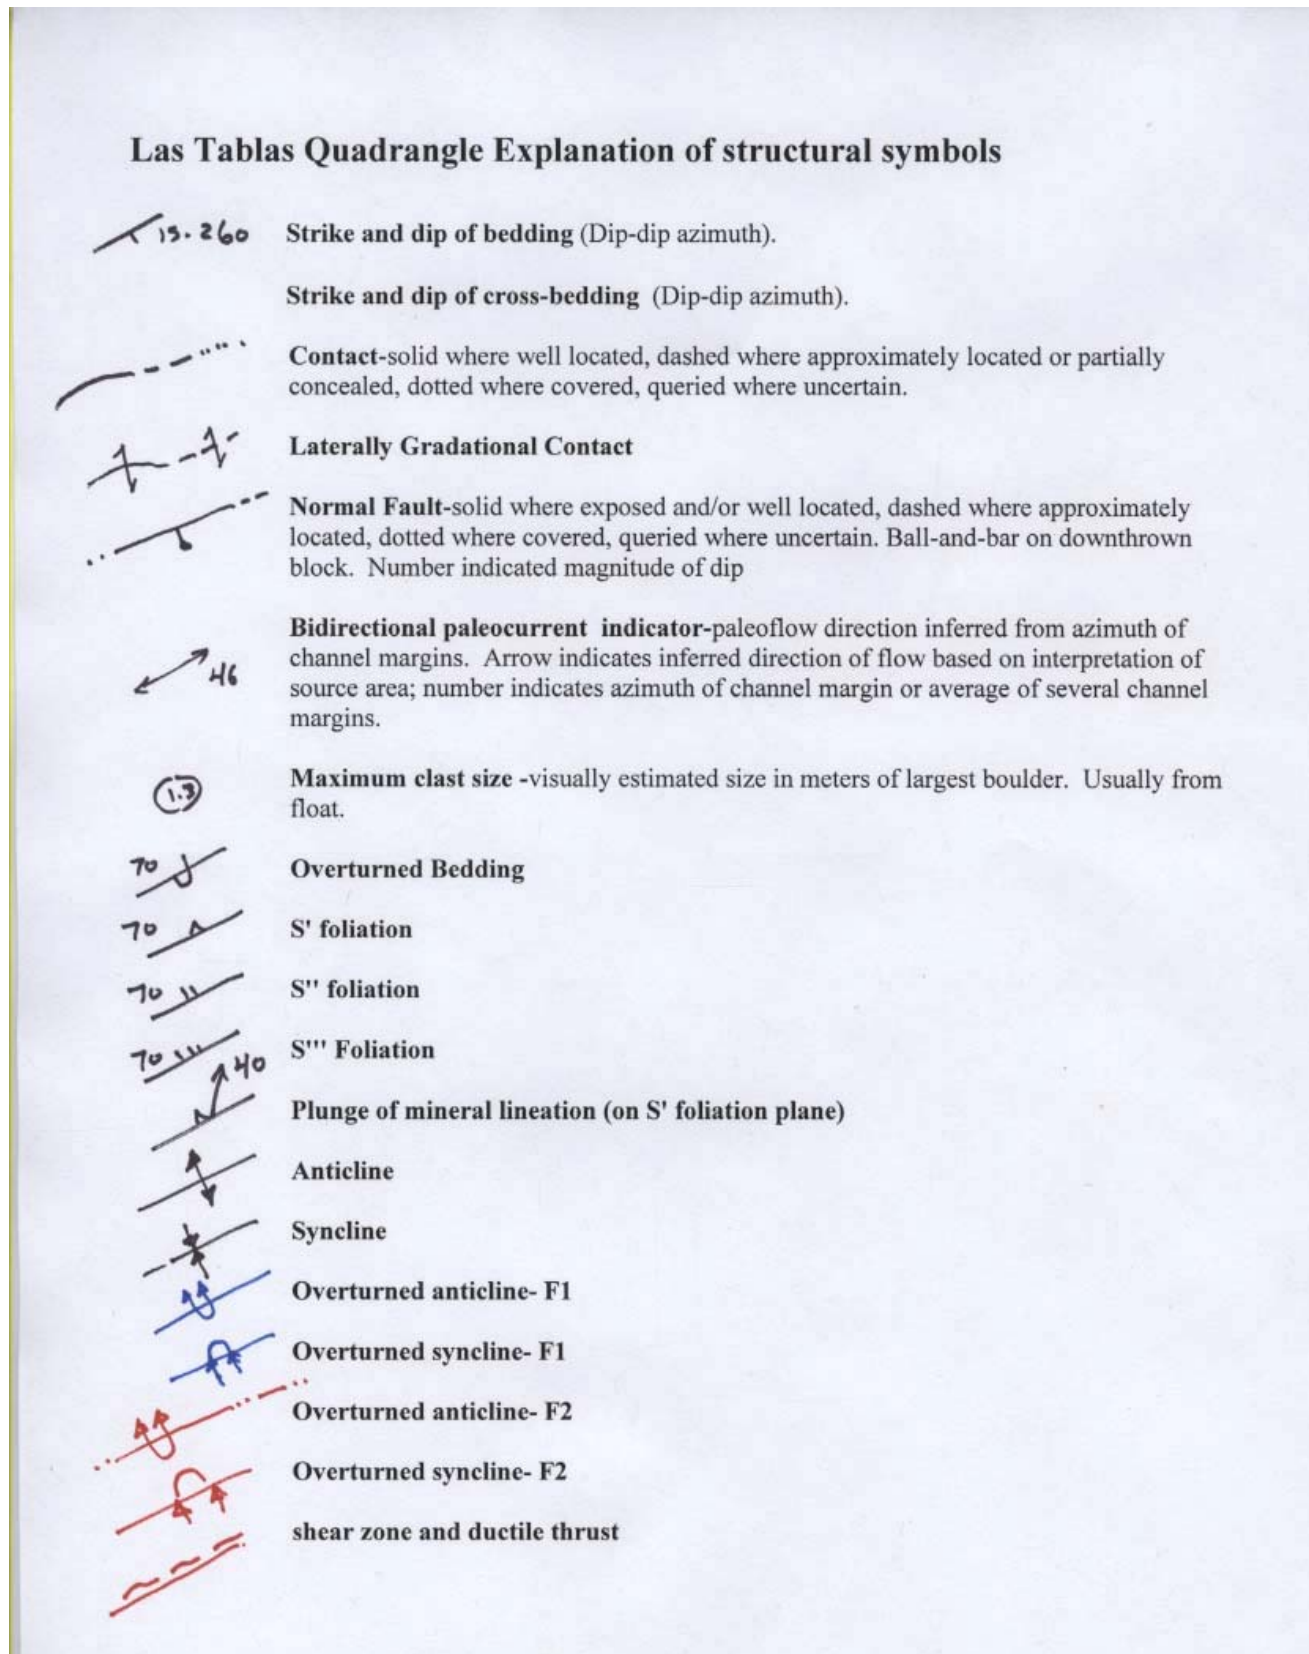 Las Tablas Quadrangle Explanation of structural symbols
15-260 Strike and dip of bedding (Dip-dip azimuth).
Strike and dip of cross-bedding (Dip-dip azimuth).
Contact-solid where well located, dashed where approximately located or partially
concealed, dotted where covered, queried where uncertain.
Laterally Gradational Contact
Normal Fault-solid where exposed and/or well located, dashed where approximately
located, dotted where covered, queried where uncertain. Ball-and-bar on downthrown
block. Number indicated magnitude of dip
Bidirectional paleocurrent indicator-paleoflow direction inferred from azimuth of
channel margins. Arrow indicates inferred direction of flow based on interpretation of
46 source area; number indicates azimuth of channel margin or average of several channel
margins.
Maximum clast size -visually estimated size in meters of largest boulder. Usually from
1.3 float.
70 Overturned Bedding
70 S' foliation
70 S'' foliation
70 S''' Foliation
40
Plunge of mineral lineation (on S' foliation plane)
Anticline
Syncline
Overturned anticline- F1
Overturned syncline- F1
Overturned anticline- F2
Overturned syncline- F2
shear zone and ductile thrust